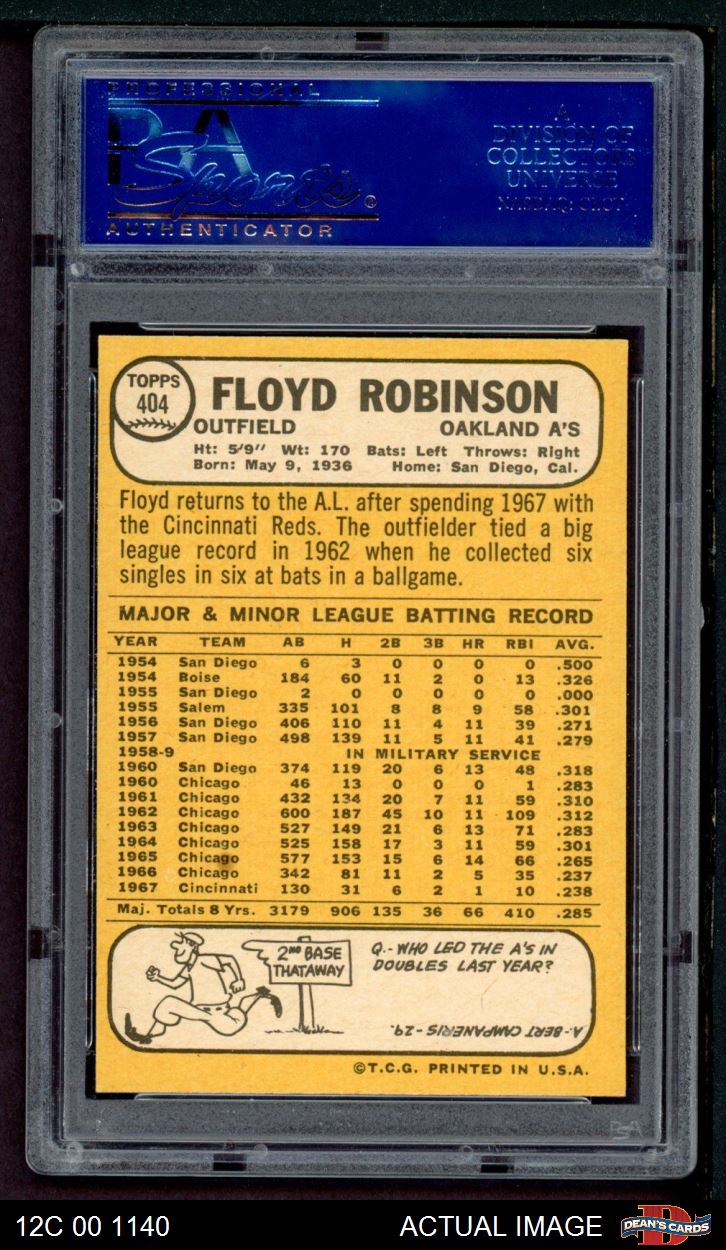 PROFESSIONAL
PSA
Sports®
AUTHENTICATOR
A
DIVISION OF
COLLECTORS
UNIVERSE
NASDAQ: CLCT
TOPPS
404
FLOYD ROBINSON
OUTFIELD OAKLAND A'S
Ht: 5'9" Wt: 170 Bats: Left Throws: Right
Born: May 9, 1936 Home: San Diego, Cal.
Floyd returns to the A.L. after spending 1967 with
the Cincinnati Reds. The outfielder tied a big
league record in 1962 when he collected six
singles in six at bats in a ballgame.
MAJOR & MINOR LEAGUE BATTING RECORD
YEAR TEAM AB H 2B 3B HR RBI AVG.
1954 San Diego 6 3 0 0 0 0 .500
1954 Boise 184 60 11 2 0 13 .326
1955 San Diego 2 0 0 0 0 0 .000
1955 Salem 335 101 8 8 9 58 .301
1956 San Diego 406 110 11 4 11 39 .271
1957 San Diego 498 139 11 5 11 41 .279
1958-9 IN MILITARY SERVICE
1960 San Diego 374 119 20 6 13 48 .318
1960 Chicago 46 13 0 0 0 1 .283
1961 Chicago 432 134 20 7 11 59 .310
1962 Chicago 600 187 45 10 11 109 .312
1963 Chicago 527 149 21 6 13 71 .283
1964 Chicago 525 158 17 3 11 59 .301
1965 Chicago 577 153 15 6 14 66 .265
1966 Chicago 342 81 11 2 5 35 .237
1967 Cincinnati 130 31 6 2 1 10 .238
Maj. Totals 8 Yrs. 3179 906 135 36 66 410 .285
2ND BASE
THATAWAY
Q.- WHO LED THE A'S IN
DOUBLES LAST YEAR?
A.- BERT CAMPANERIS - 29.
©T.C.G. PRINTED IN U.S.A.
PSA
12C 00 1140 ACTUAL IMAGE
DEAN'S CARDS